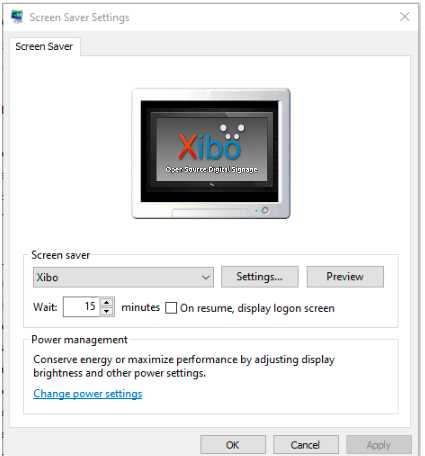 Screen Saver Settings
Screen Saver
Xibo
Open Source Digital Signage
Screen saver
Xibo
Settings...
Preview
Wait:
15
minutes
On resume, display logon screen
Power management
Conserve energy or maximize performance by adjusting display
brightness and other power settings.
Change power settings
OK
Cancel
Apply